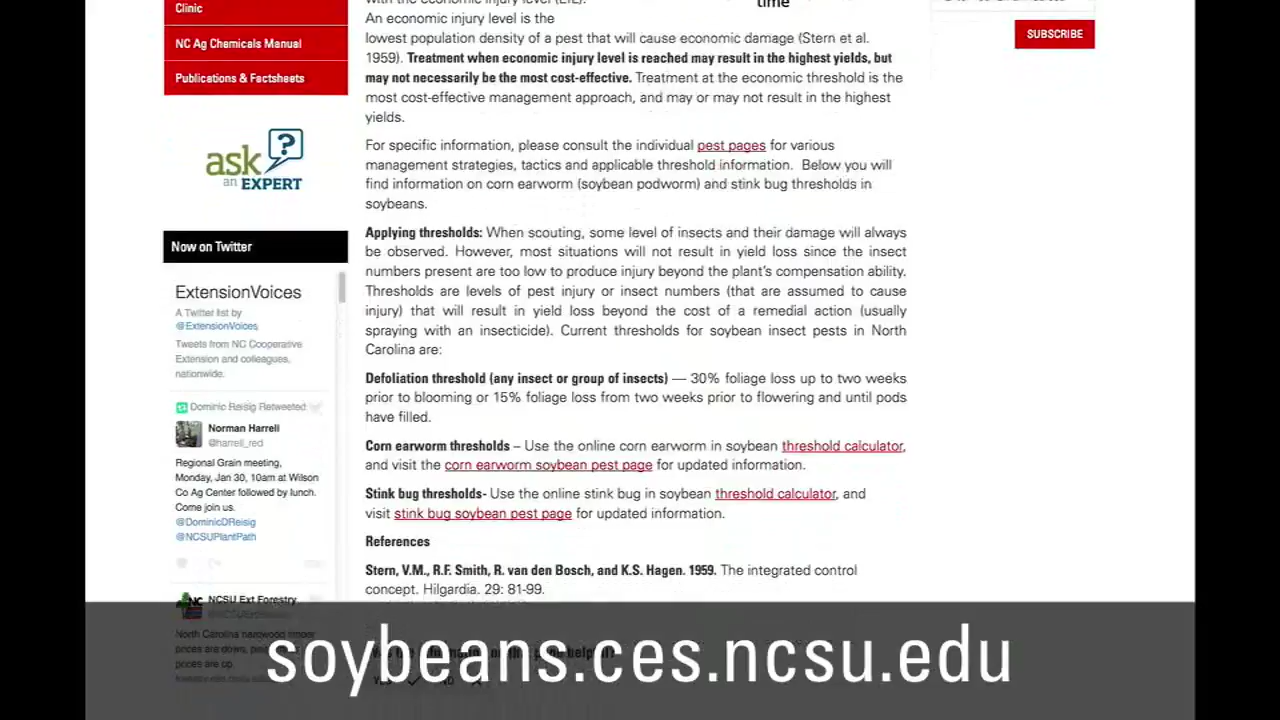 Clinic
NC Ag Chemicals Manual
Publications & Factsheets
ask
an EXPERT
?
Now on Twitter
ExtensionVoices
A Twitter list by
@ExtensionVoices
Tweets from NC Cooperative
Extension and colleagues,
nationwide.
Dominic Reisig Retweeted
Norman Harrell
@harrell_red
Regional Grain meeting,
Monday, Jan 30, 10am at Wilson
Co Ag Center followed by lunch.
Come join us.
@DominicDReisig
@NCSUPlantPath
NCSU Ext Forestry
North Carolina hardwood timber
prices are down, 
prices are up.
time
An economic injury level is the
lowest population density of a pest that will cause economic damage (Stern et al.
1959). Treatment when economic injury level is reached may result in the highest yields, but
may not necessarily be the most cost-effective. Treatment at the economic threshold is the
most cost-effective management approach, and may or may not result in the highest
yields.
For specific information, please consult the individual pest pages for various
management strategies, tactics and applicable threshold information. Below you will
find information on corn earworm (soybean podworm) and stink bug thresholds in
soybeans.
Applying thresholds: When scouting, some level of insects and their damage will always
be observed. However, most situations will not result in yield loss since the insect
numbers present are too low to produce injury beyond the plant's compensation ability.
Thresholds are levels of pest injury or insect numbers (that are assumed to cause
injury) that will result in yield loss beyond the cost of a remedial action (usually
spraying with an insecticide). Current thresholds for soybean insect pests in North
Carolina are:
Defoliation threshold (any insect or group of insects) — 30% foliage loss up to two weeks
prior to blooming or 15% foliage loss from two weeks prior to flowering and until pods
have filled.
Corn earworm thresholds – Use the online corn earworm in soybean threshold calculator,
and visit the corn earworm soybean pest page for updated information.
Stink bug thresholds- Use the online stink bug in soybean threshold calculator, and
visit stink bug soybean pest page for updated information.
References
Stern, V.M., R.F. Smith, R. van den Bosch, and K.S. Hagen. 1959. The integrated control
concept. Hilgardia. 29: 81-99.
SUBSCRIBE
soybeans.ces.ncsu.edu